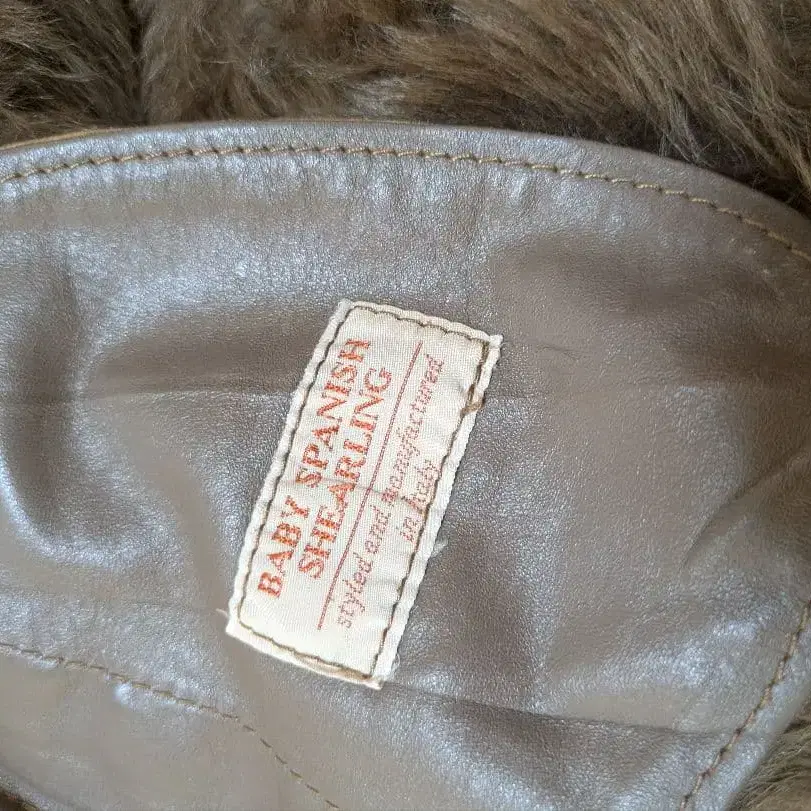 BABY SPANISH
SHEARLING
styled and manufactured
in Italy